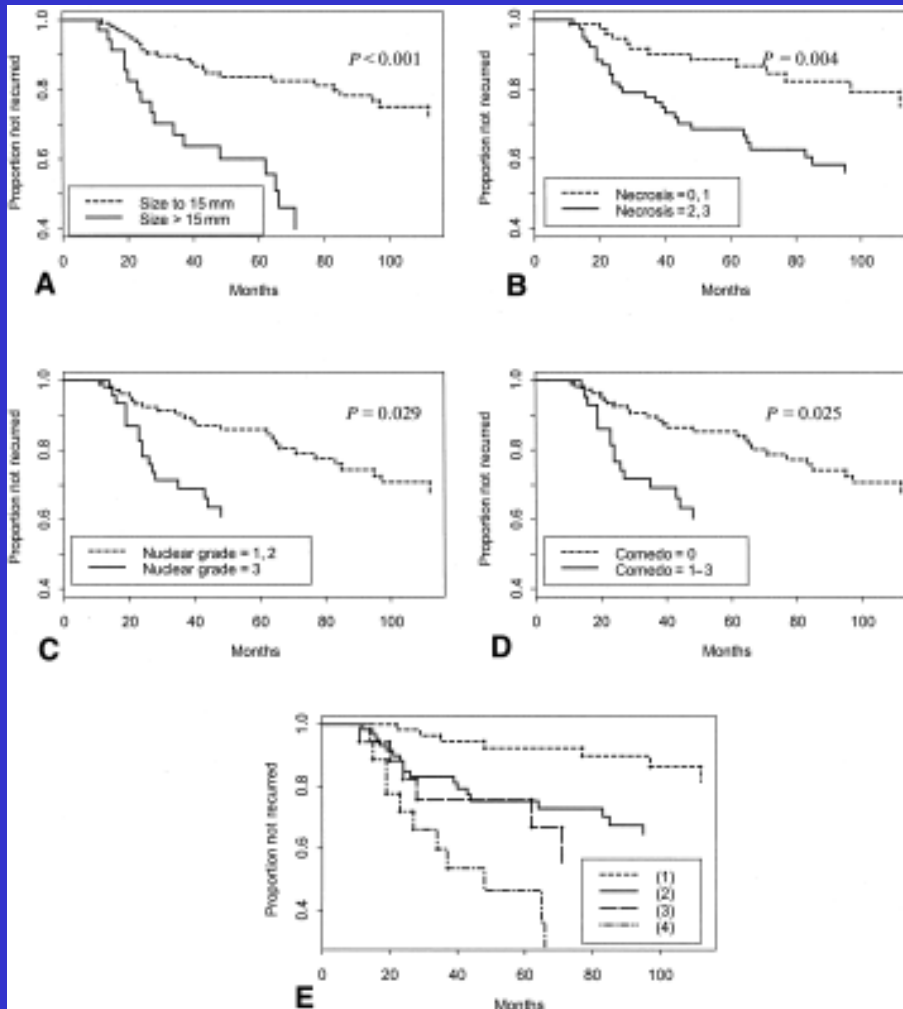 Proportion not recurred
1.0
0.8
0.6
0.4
P<0.001
Size to 15 mm
Size > 15 mm
0 20 40 60 80 100
Months
A
Proportion not recurred
1.0
0.8
0.6
0.4
P = 0.004
Necrosis = 0, 1
Necrosis = 2, 3
0 20 40 60 80 100
Months
B
Proportion not recurred
1.0
0.8
0.6
0.4
P = 0.029
Nuclear grade = 1, 2
Nuclear grade = 3
0 20 40 60 80 100
Months
C
Proportion not recurred
1.0
0.8
0.6
0.4
P = 0.025
Comedo = 0
Comedo = 1–3
0 20 40 60 80 100
Months
D
Proportion not recurred
1.0
0.8
0.6
0.4
(1)
(2)
(3)
(4)
0 20 40 60 80 100
Months
E